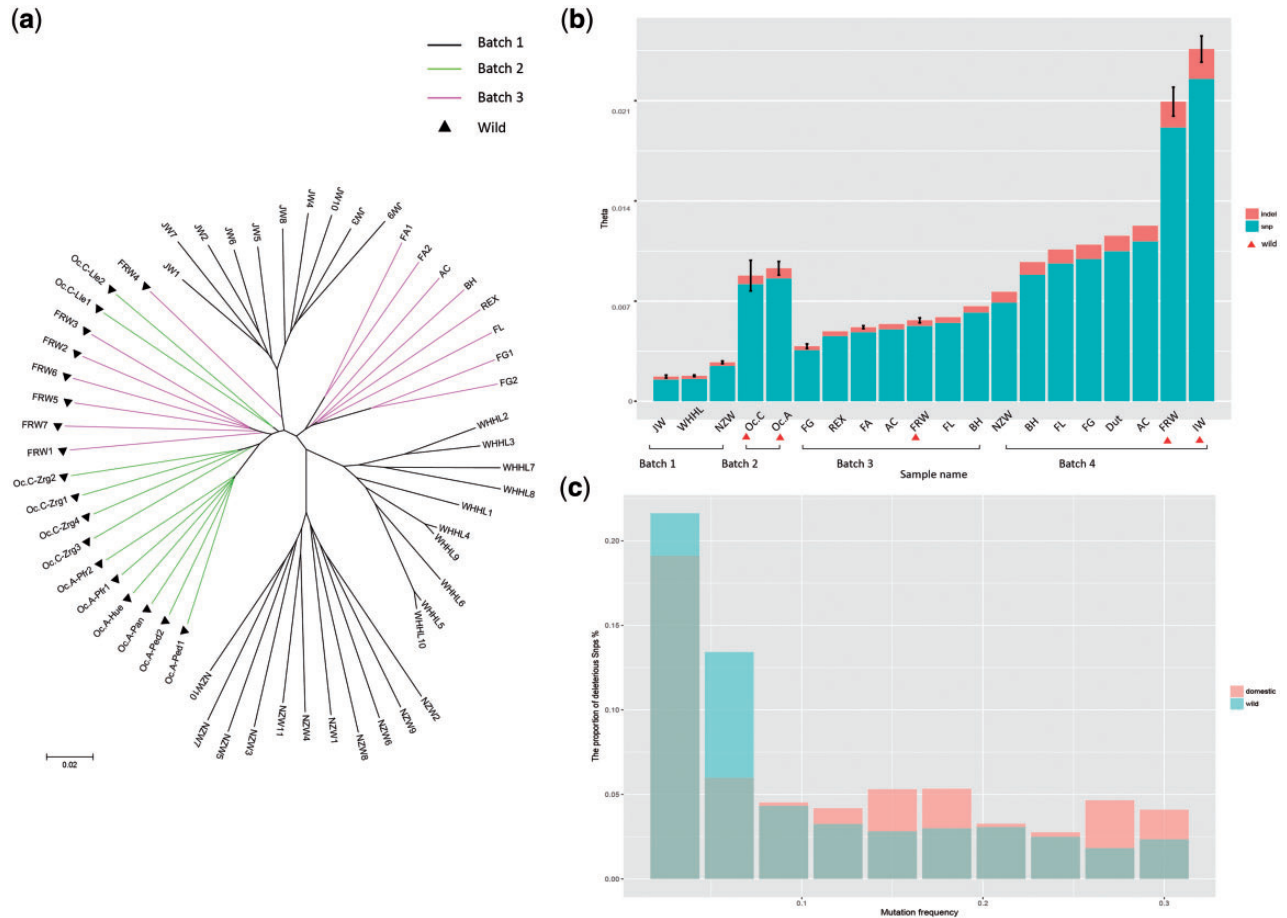 (a)
Batch 1
Batch 2
Batch 3
Wild
JW7
JW2
JW6
JW5
JW8
JW4
JW10
JW3
JW9
JW1
FA1
FA2
AC
BH
REX
FL
FG1
FG2
WHHL2
WHHL3
WHHL7
WHHL8
WHHL1
WHHL4
WHHL9
WHHL6
WHHL5
WHHL10
NZW2
NZW9
NZW6
NZW8
NZW1
NZW4
NZW11
NZW3
NZW5
NZW7
NZW10
Oc.A-Ped1
Oc.A-Ped2
Oc.A-Pan
Oc.A-Hue
Oc.A-Pfr1
Oc.A-Pfr2
Oc.C-Zrg3
Oc.C-Zrg4
Oc.C-Zrg1
Oc.C-Zrg2
FRW1
FRW7
FRW5
FRW6
FRW2
FRW3
Oc.C-Lle1
Oc.C-Lle2
FRW4
0.02
(b)
Theta
0.021
0.014
0.007
0
indel
snp
wild
JW WHHL NZW Oc.C Oc.A FG REX FA AC FRW FL BH NZW BH FL FG Dut AC FRW IW
Batch 1 Batch 2 Batch 3 Batch 4
Sample name
(c)
The proportion of deleterious Snps %
0.20
0.15
0.10
0.05
0.00
domestic
wild
0.1 0.2 0.3
Mutation frequency